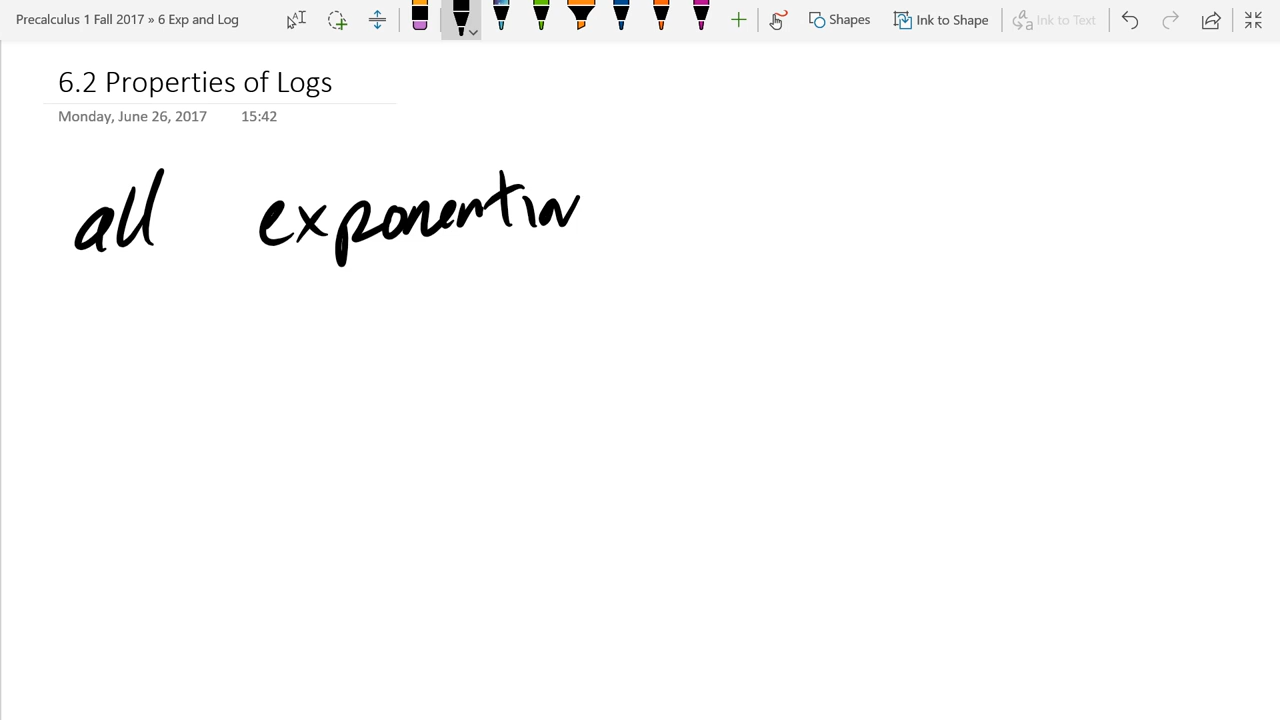 Precalculus 1 Fall 2017 » 6 Exp and Log Shapes Ink to Shape Ink to Text
6.2 Properties of Logs
Monday, June 26, 2017 15:42
all exponentia